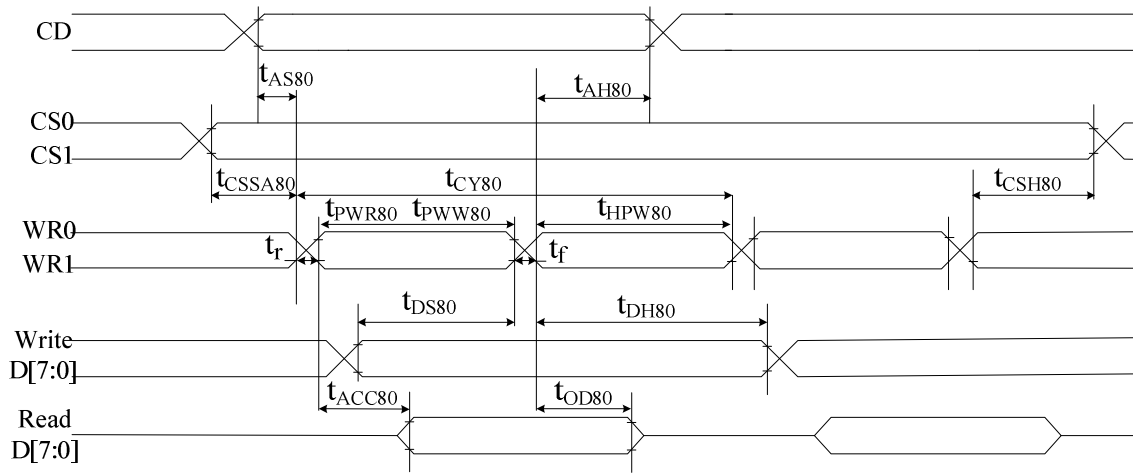 CD
tAS80
tAH80
CS0
CS1
tCSSA80
tCY80
tCSH80
tPWR80 tPWW80
tHPW80
WR0
WR1
tr
tf
tDS80
tDH80
Write
D[7:0]
tACC80
tOD80
Read
D[7:0]